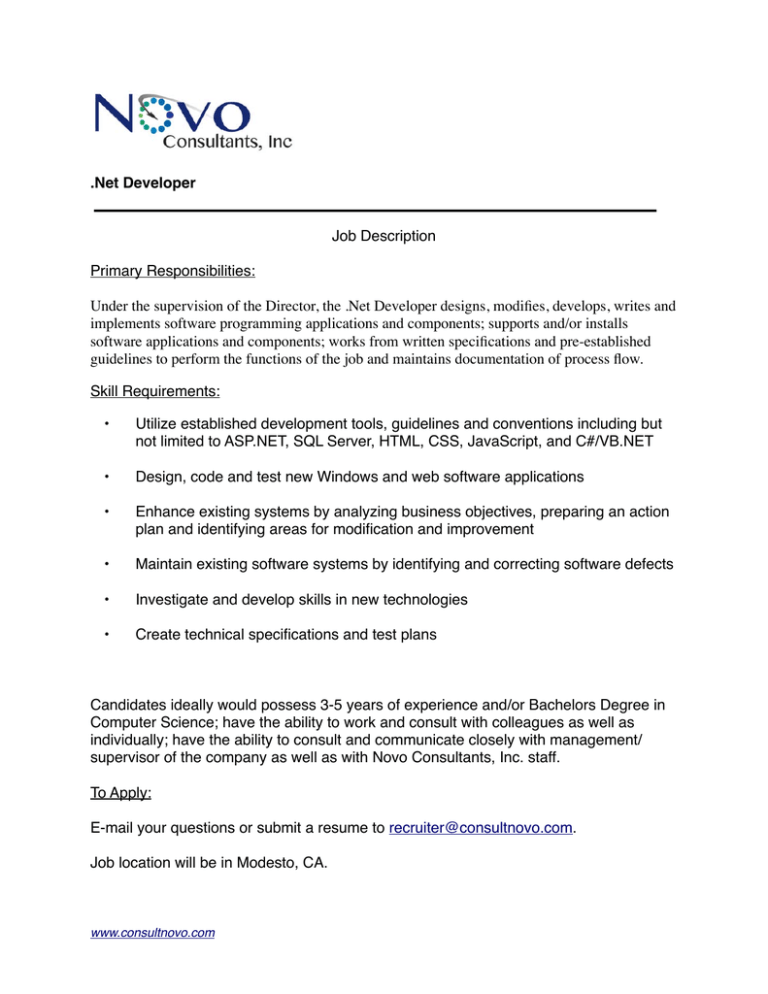 Novo
Consultants, Inc
.Net Developer
Job Description
Primary Responsibilities:
Under the supervision of the Director, the .Net Developer designs, modifies, develops, writes and
implements software programming applications and components; supports and/or installs
software applications and components; works from written specifications and pre-established
guidelines to perform the functions of the job and maintains documentation of process flow.
Skill Requirements:
• Utilize established development tools, guidelines and conventions including but
not limited to ASP.NET, SQL Server, HTML, CSS, JavaScript, and C#/VB.NET
• Design, code and test new Windows and web software applications
• Enhance existing systems by analyzing business objectives, preparing an action
plan and identifying areas for modification and improvement
• Maintain existing software systems by identifying and correcting software defects
• Investigate and develop skills in new technologies
• Create technical specifications and test plans
Candidates ideally would possess 3-5 years of experience and/or Bachelors Degree in
Computer Science; have the ability to work and consult with colleagues as well as
individually; have the ability to consult and communicate closely with management/
supervisor of the company as well as with Novo Consultants, Inc. staff.
To Apply:
E-mail your questions or submit a resume to recruiter@consultnovo.com.
Job location will be in Modesto, CA.
www.consultnovo.com